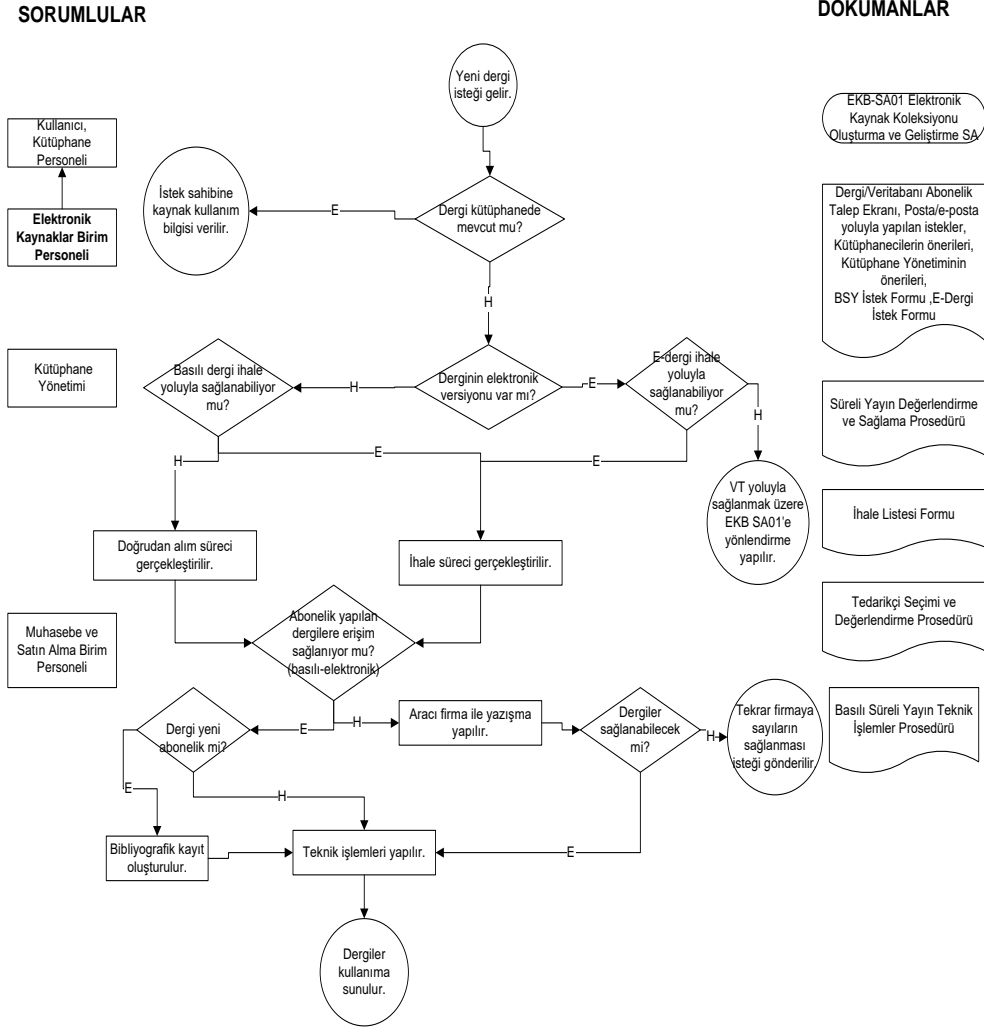 SORUMLULAR
DOKÜMANLAR
Yeni dergi
isteği gelir.
Kullanıcı,
Kütüphane
Personeli
EKB-SA01 Elektronik
Kaynak Koleksiyonu
Oluşturma ve Geliştirme SA
Elektronik
Kaynaklar Birim
Personeli
İstek sahibine
kaynak kullanım
bilgisi verilir.
E
Dergi kütüphanede
mevcut mu?
Dergi/Veritabanı Abonelik
Talep Ekranı, Posta/e-posta
yoluyla yapılan istekler,
Kütüphanecilerin önerileri,
Kütüphane Yönetiminin
önerileri,
BSY İstek Formu ,E-Dergi
İstek Formu
H
Kütüphane
Yönetimi
Basılı dergi ihale
yoluyla sağlanabiliyor
mu?
H
Derginin elektronik
versiyonu var mı?
E
E-dergi ihale
yoluyla
sağlanabiliyor
mu?
H
Süreli Yayın Değerlendirme
ve Sağlama Prosedürü
H
E
E
VT yoluyla
sağlanmak üzere
EKB SA01'e
yönlendirme
yapılır.
İhale Listesi Formu
Doğrudan alım süreci
gerçekleştirilir.
İhale süreci gerçekleştirilir.
Muhasebe ve
Satın Alma Birim
Personeli
Abonelik yapılan
dergilere erişim
sağlanıyor mu?
(basılı-elektronik)
Tedarikçi Seçimi ve
Değerlendirme Prosedürü
Dergi yeni
abonelik mi?
E
H
Aracı firma ile yazışma
yapılır.
Dergiler
sağlanabilecek
mi?
H
Tekrar firmaya
sayıların
sağlanması
isteği gönderilir.
Basılı Süreli Yayın Teknik
İşlemler Prosedürü
E
H
Bibliyografik kayıt
oluşturulur.
Teknik işlemleri yapılır.
E
Dergiler
kullanıma
sunulur.